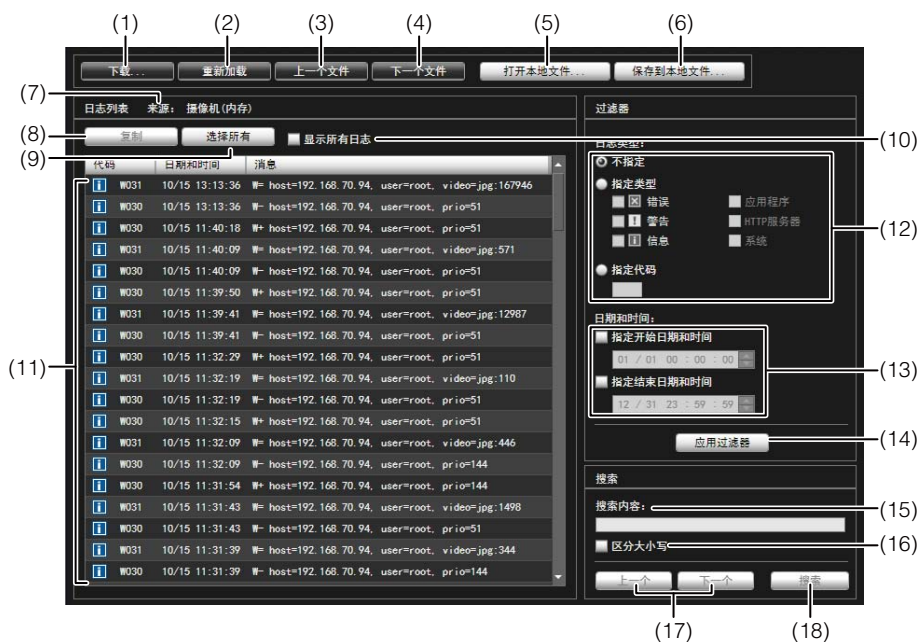 (1) (2) (3) (4) (5) (6)
下载... 重新加载 上一个文件 下一个文件 打开本地文件... 保存到本地文件...
(7)
日志列表 来源: 摄像机(内存)
(8) 复制 选择所有 显示所有日志
(9)
代码 日期和时间 消息
W031 10/15 13:13:36 W= host=192.168.70.94, user=root, video=jpg:167946
W030 10/15 13:13:36 W- host=192.168.70.94, user=root, prio=51
W030 10/15 11:40:18 W+ host=192.168.70.94, user=root, prio=51
W031 10/15 11:40:09 W= host=192.168.70.94, user=root, video=jpg:571
W030 10/15 11:40:09 W- host=192.168.70.94, user=root, prio=51
W030 10/15 11:39:50 W+ host=192.168.70.94, user=root, prio=51
W031 10/15 11:39:41 W= host=192.168.70.94, user=root, video=jpg:12987
W030 10/15 11:39:41 W- host=192.168.70.94, user=root, prio=51
W030 10/15 11:32:29 W+ host=192.168.70.94, user=root, prio=51
(11)
W031 10/15 11:32:19 W= host=192.168.70.94, user=root, video=jpg:110
W030 10/15 11:32:19 W- host=192.168.70.94, user=root, prio=51
W030 10/15 11:32:15 W+ host=192.168.70.94, user=root, prio=51
W031 10/15 11:32:09 W= host=192.168.70.94, user=root, video=jpg:446
W030 10/15 11:32:09 W- host=192.168.70.94, user=root, prio=144
W030 10/15 11:31:54 W+ host=192.168.70.94, user=root, prio=144
W031 10/15 11:31:43 W= host=192.168.70.94, user=root, video=jpg:1498
W030 10/15 11:31:43 W- host=192.168.70.94, user=root, prio=51
W031 10/15 11:31:39 W= host=192.168.70.94, user=root, video=jpg:344
W030 10/15 11:31:39 W- host=192.168.70.94, user=root, prio=144
过滤器
(10)
日志类型:
不指定
指定类型
错误 应用程序
警告 HTTP服务器
(12)
信息 系统
指定代码
日期和时间:
指定开始日期和时间
01 / 01 00 : 00 : 00
(13)
指定结束日期和时间
12 / 31 23 : 59 : 59
应用过滤器 (14)
搜索
搜索内容: (15)
区分大小写 (16)
上一个 下一个 搜索
(17) (18)